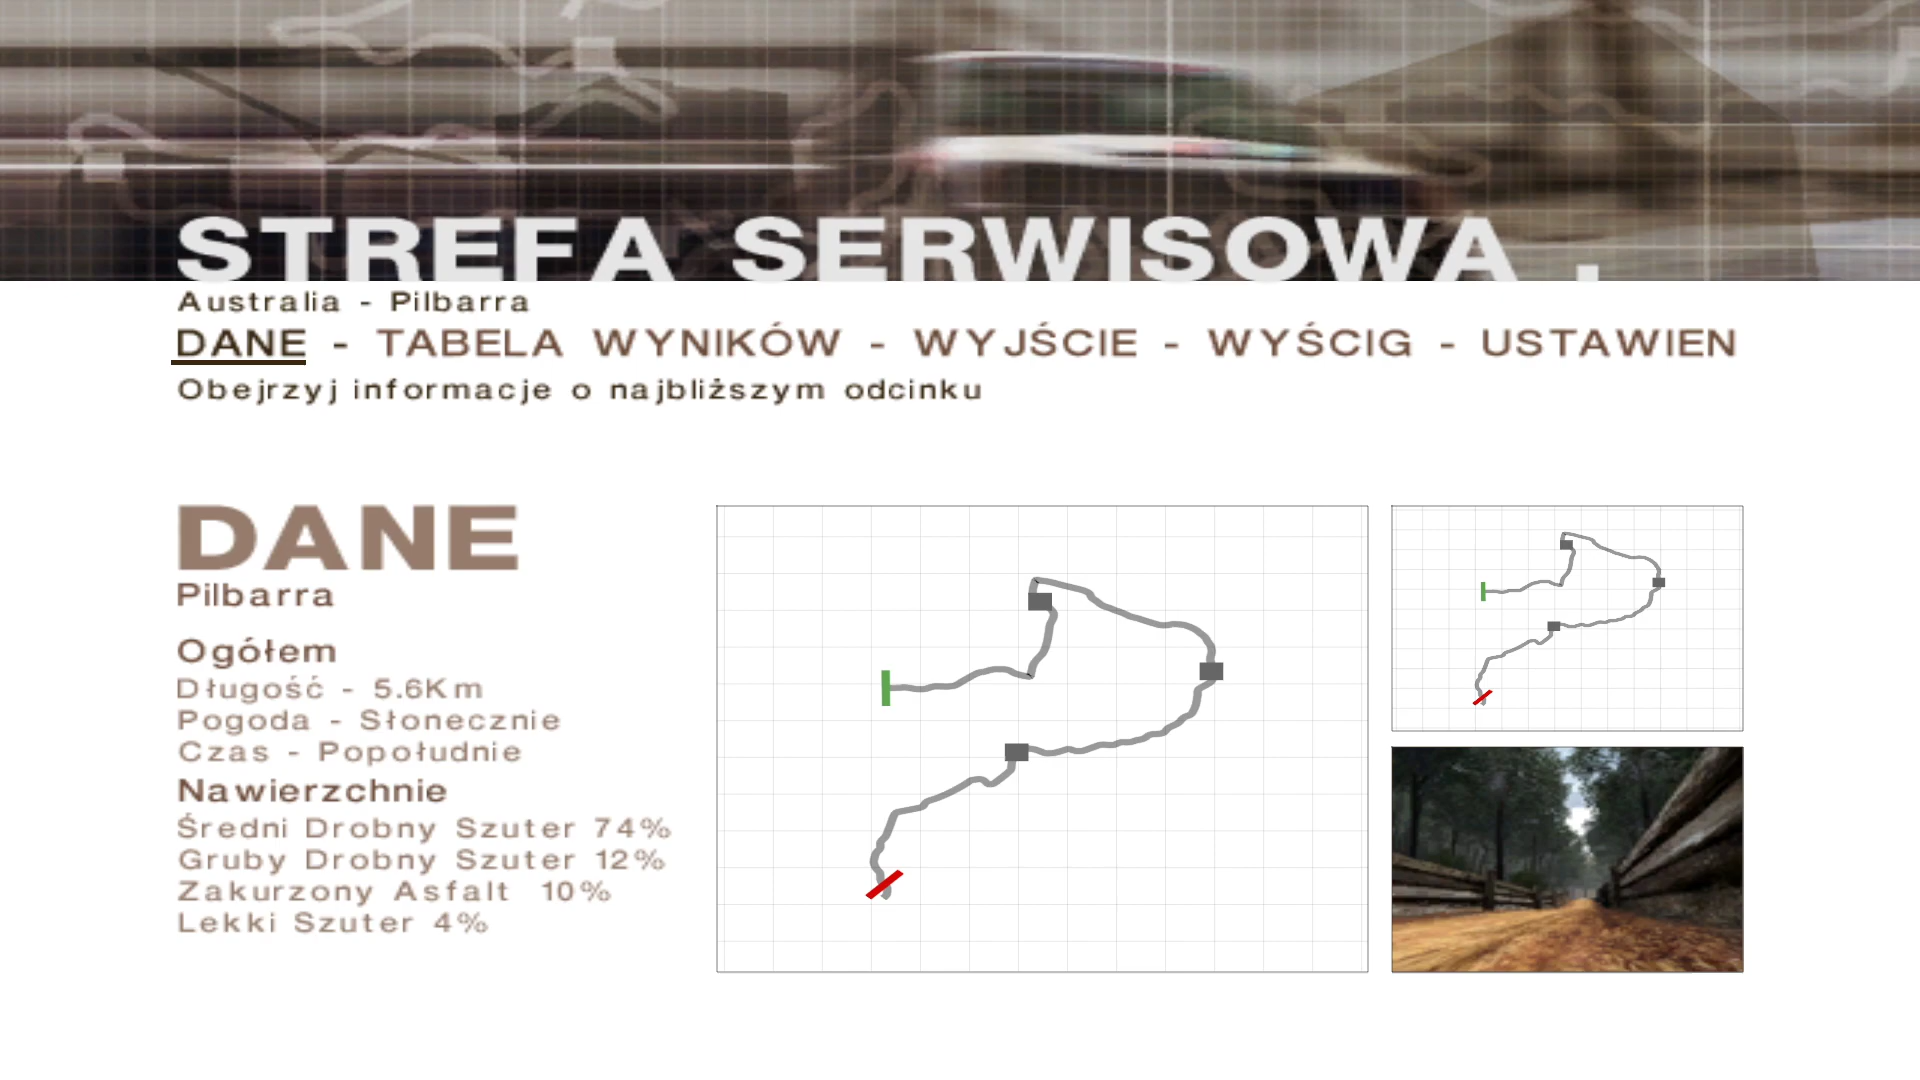 STREFA SERWISOWA .
Australia - Pilbarra
DANE - TABELA WYNIKÓW - WYJŚCIE - WYŚCIG - USTAWIEN
Obejrzyj informacje o najbliższym odcinku
DANE
Pilbarra
Ogółem
Długość - 5.6Km
Pogoda - Słonecznie
Czas - Popołudnie
Nawierzchnie
Średni Drobny Szuter 74%
Gruby Drobny Szuter 12%
Zakurzony Asfalt 10%
Lekki Szuter 4%